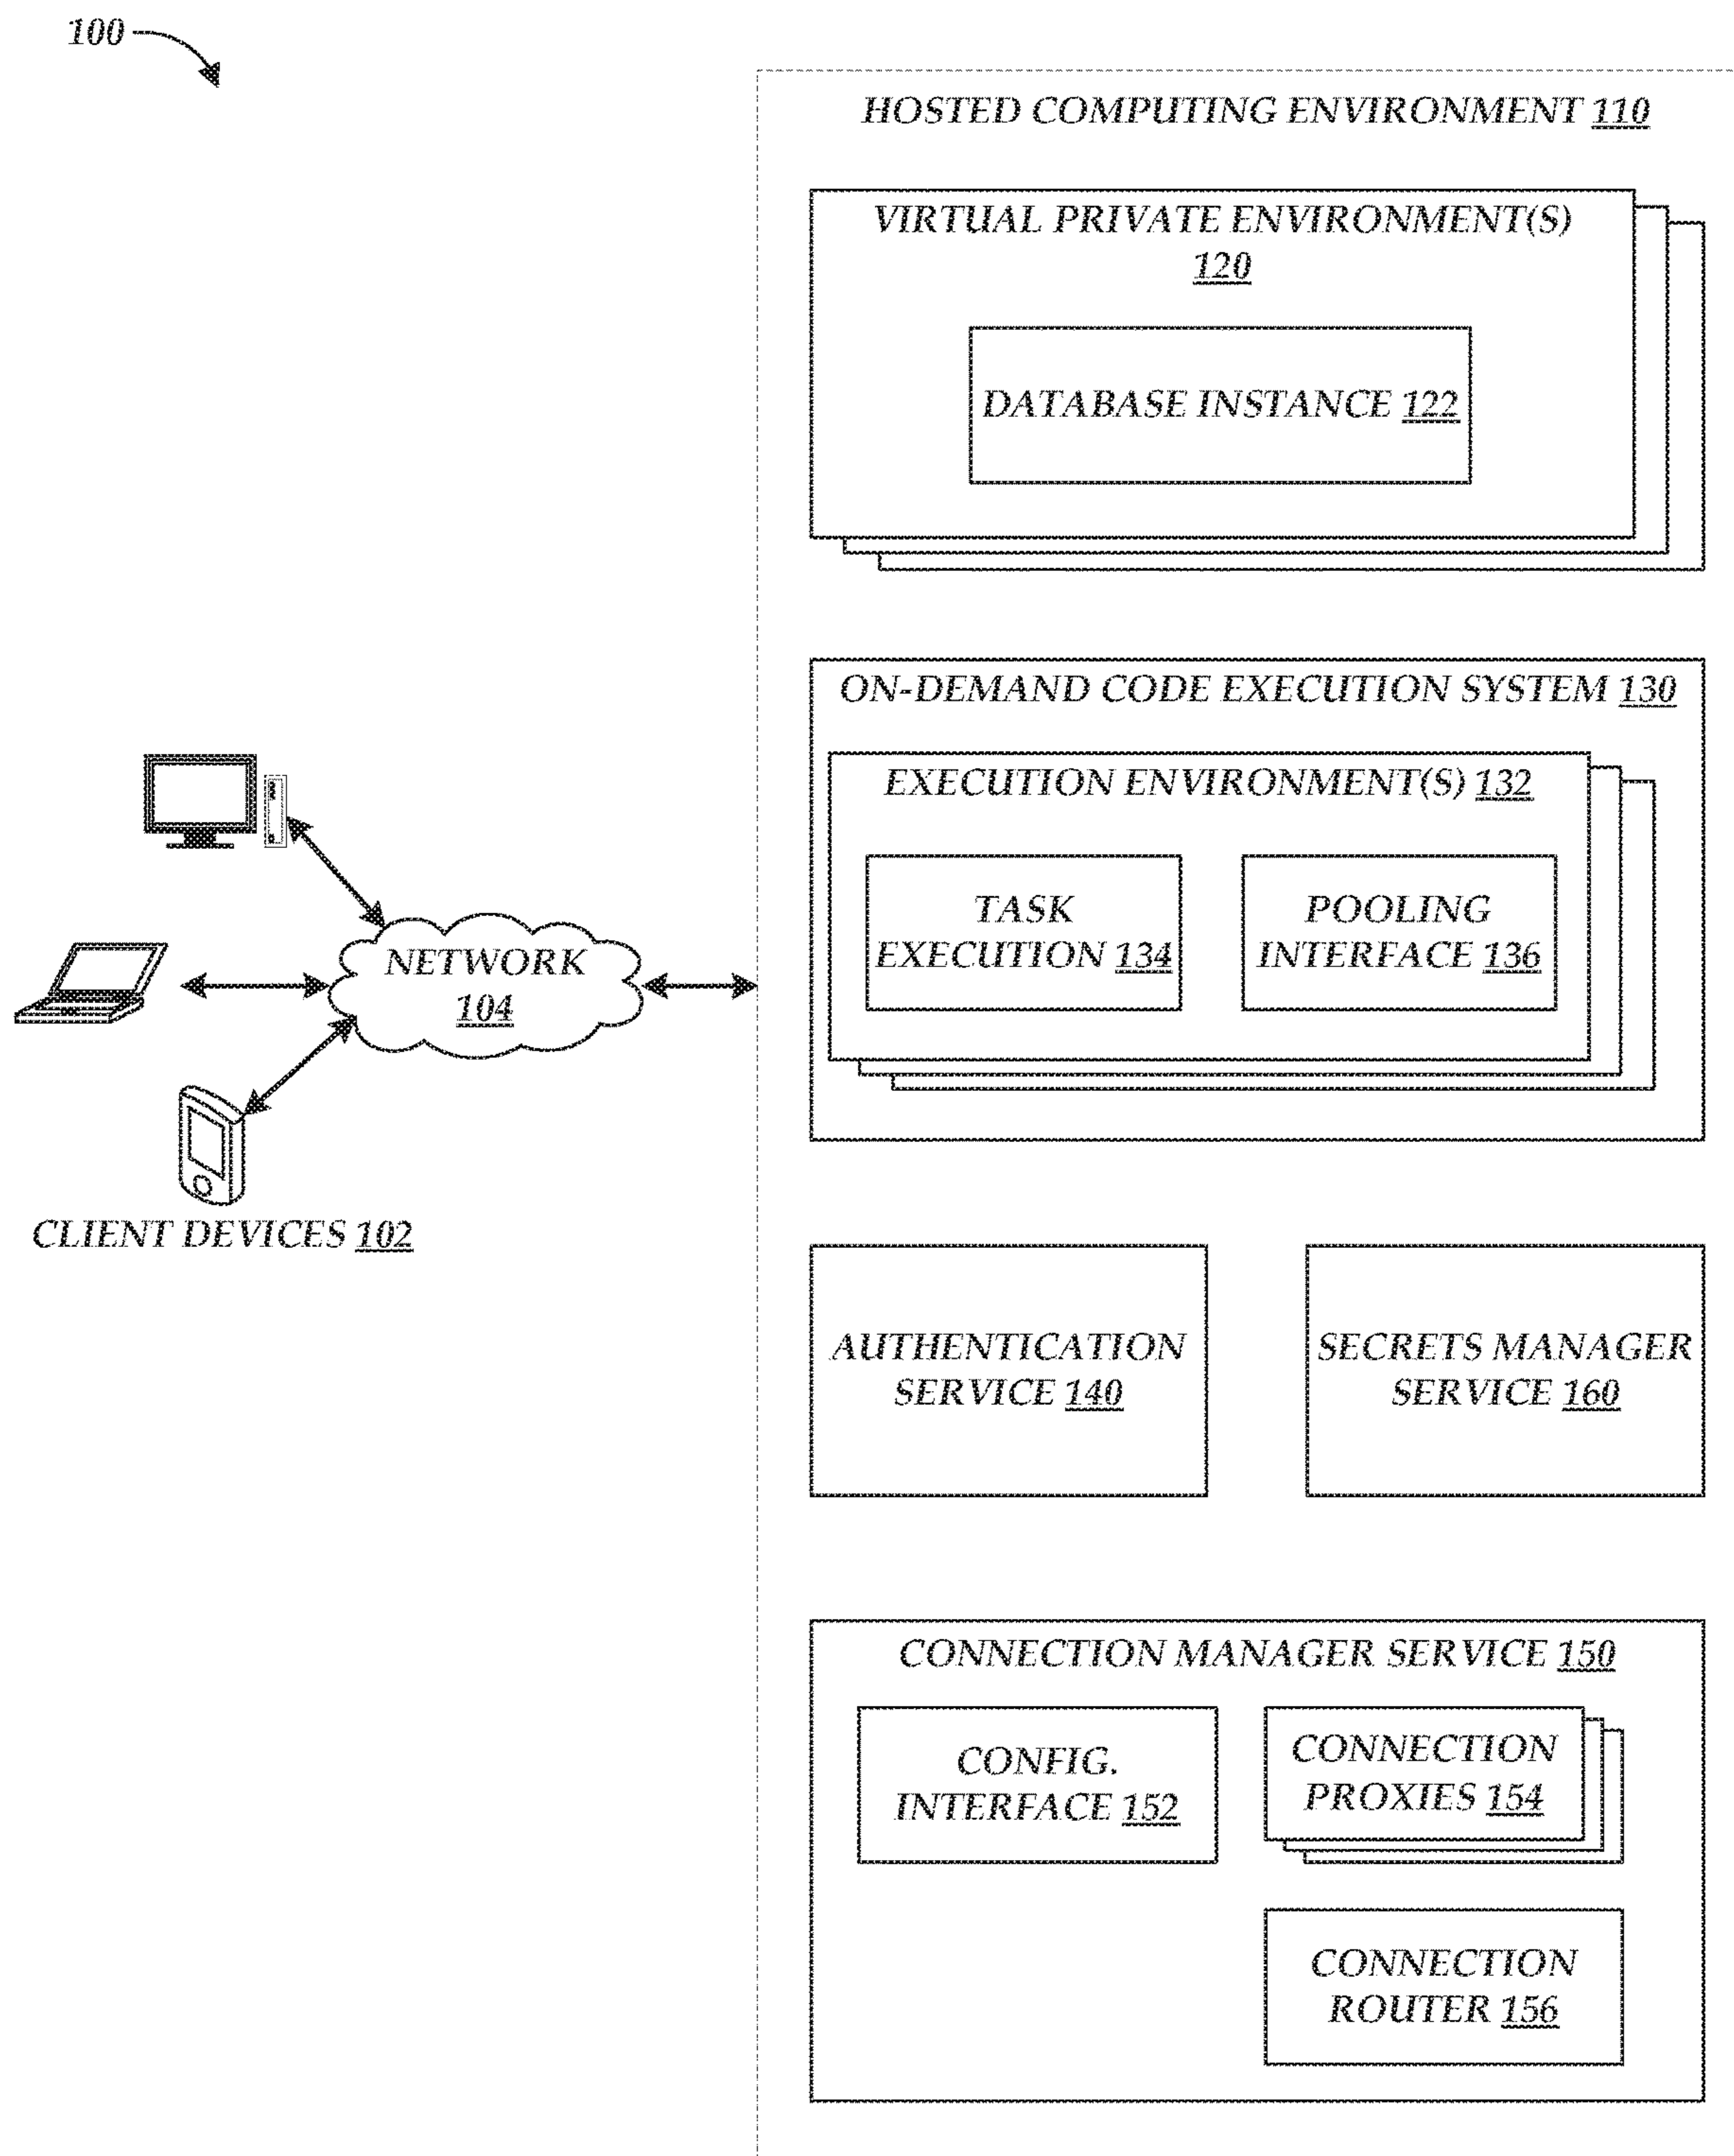 100
HOSTED COMPUTING ENVIRONMENT 110
VIRTUAL PRIVATE ENVIRONMENT(S)
120
DATABASE INSTANCE 122
ON-DEMAND CODE EXECUTION SYSTEM 130
EXECUTION ENVIRONMENT(S) 132
TASK
EXECUTION 134
POOLING
INTERFACE 136
NETWORK
104
CLIENT DEVICES 102
AUTHENTICATION
SERVICE 140
SECRETS MANAGER
SERVICE 160
CONNECTION MANAGER SERVICE 150
CONFIG.
INTERFACE 152
CONNECTION
PROXIES 154
CONNECTION
ROUTER 156